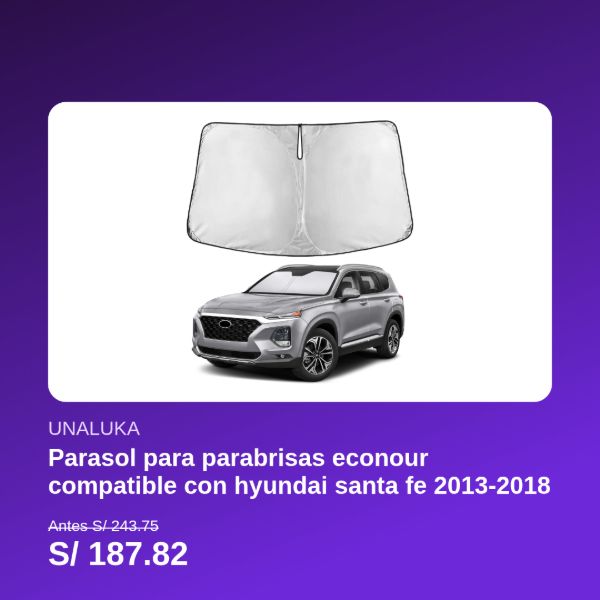 UNALUKA
Parasol para parabrisas econour
compatible con hyundai santa fe 2013-2018
Antes S/ 243.75
S/ 187.82